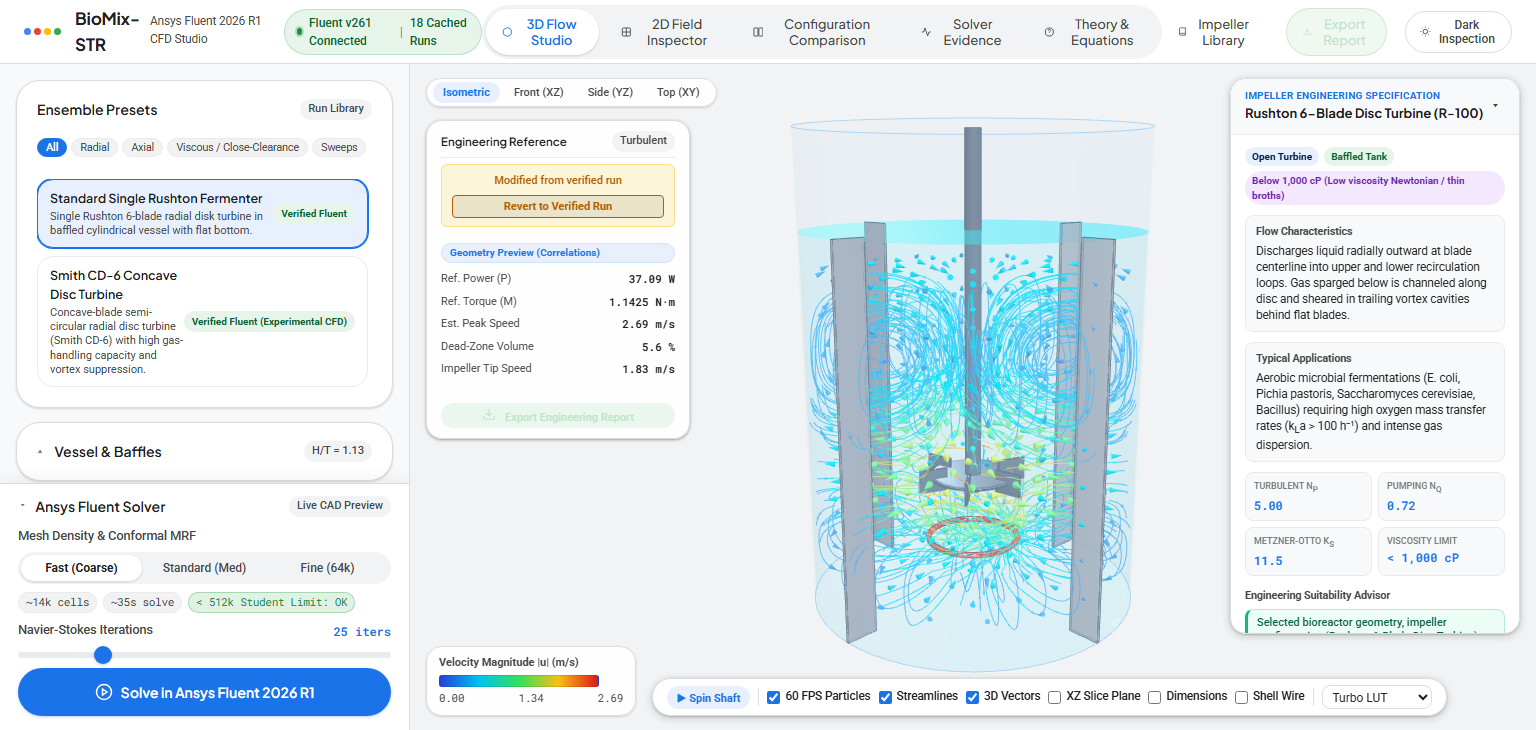 BioMix-
STR
Ansys Fluent 2026 R1
CFD Studio
Fluent v261
Connected
|
18 Cached
Runs
3D Flow
Studio
2D Field
Inspector
Configuration
Comparison
Solver
Evidence
Theory &
Equations
Impeller
Library
Export
Report
Dark
Inspection
Ensemble Presets
Run Library
All
Radial
Axial
Viscous / Close-Clearance
Sweeps
Standard Single Rushton Fermenter
Single Rushton 6-blade radial disk turbine in
baffled cylindrical vessel with flat bottom.
Verified Fluent
Smith CD-6 Concave
Disc Turbine
Concave-blade semi-
circular radial disc turbine
(Smith CD-6) with high gas-
handling capacity and
vortex suppression.
Verified Fluent (Experimental CFD)
Vessel & Baffles
H/T = 1.13
Ansys Fluent Solver
Live CAD Preview
Mesh Density & Conformal MRF
Fast (Coarse)
Standard (Med)
Fine (64k)
~14k cells
~35s solve
< 512k Student Limit: OK
Navier-Stokes Iterations
25 iters
Solve in Ansys Fluent 2026 R1
Isometric
Front (XZ)
Side (YZ)
Top (XY)
Engineering Reference
Turbulent
Modified from verified run
Revert to Verified Run
Geometry Preview (Correlations)
Ref. Power (P) 37.09 W
Ref. Torque (M) 1.1425 N·m
Est. Peak Speed 2.69 m/s
Dead-Zone Volume 5.6 %
Impeller Tip Speed 1.83 m/s
Export Engineering Report
Velocity Magnitude |u| (m/s)
0.00 1.34 2.69
Spin Shaft
60 FPS Particles
Streamlines
3D Vectors
XZ Slice Plane
Dimensions
Shell Wire
Turbo LUT
IMPELLER ENGINEERING SPECIFICATION
Rushton 6-Blade Disc Turbine (R-100)
Open Turbine
Baffled Tank
Below 1,000 cP (Low viscosity Newtonian / thin
broths)
Flow Characteristics
Discharges liquid radially outward at blade
centerline into upper and lower recirculation
loops. Gas sparged below is channeled along
disc and sheared in trailing vortex cavities
behind flat blades.
Typical Applications
Aerobic microbial fermentations (E. coli,
Pichia pastoris, Saccharomyces cerevisiae,
Bacillus) requiring high oxygen mass transfer
rates (kLa > 100 h⁻¹) and intense gas
dispersion.
TURBULENT NP
5.00
PUMPING NQ
0.72
METZNER-OTTO KS
11.5
VISCOSITY LIMIT
< 1,000 cP
Engineering Suitability Advisor
Selected bioreactor geometry, impeller